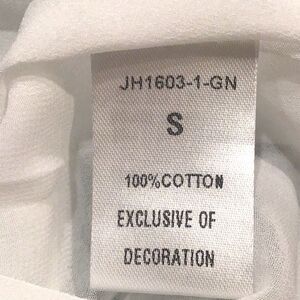 JH1603-1-GN
S
100%COTTON
EXCLUSIVE OF
DECORATION